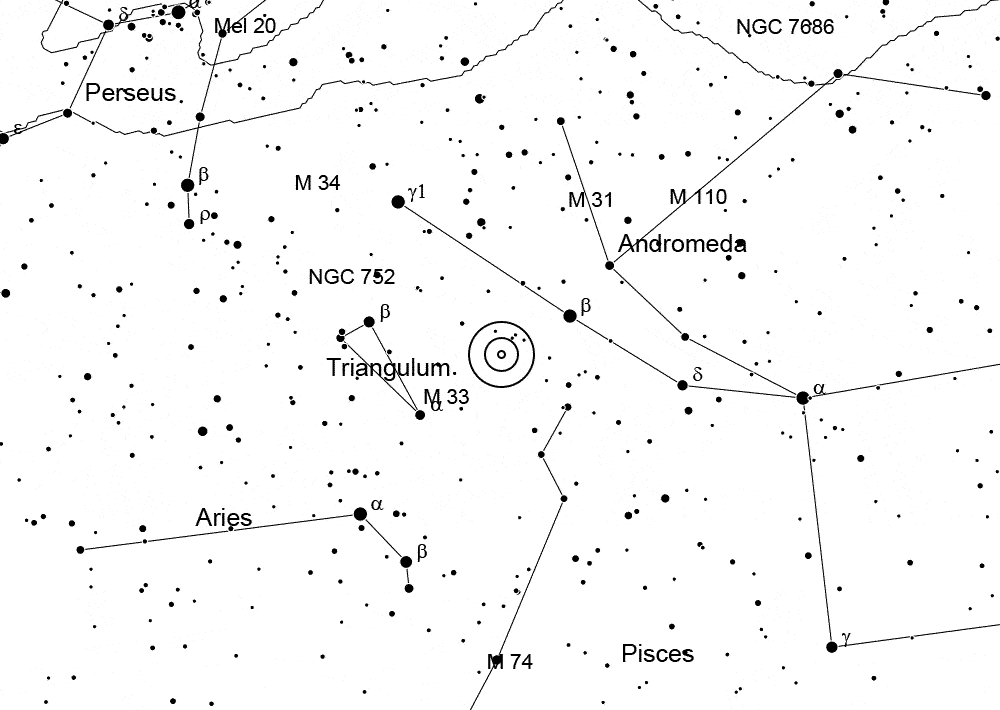 δ
α
Mel 20
NGC 7686
Perseus
ε
β
M 34
γ1
M 31
M 110
ρ
Andromeda
NGC 752
β
β
Triangulum
δ
α
M 33
α
α
Aries
β
γ
Pisces
M 74